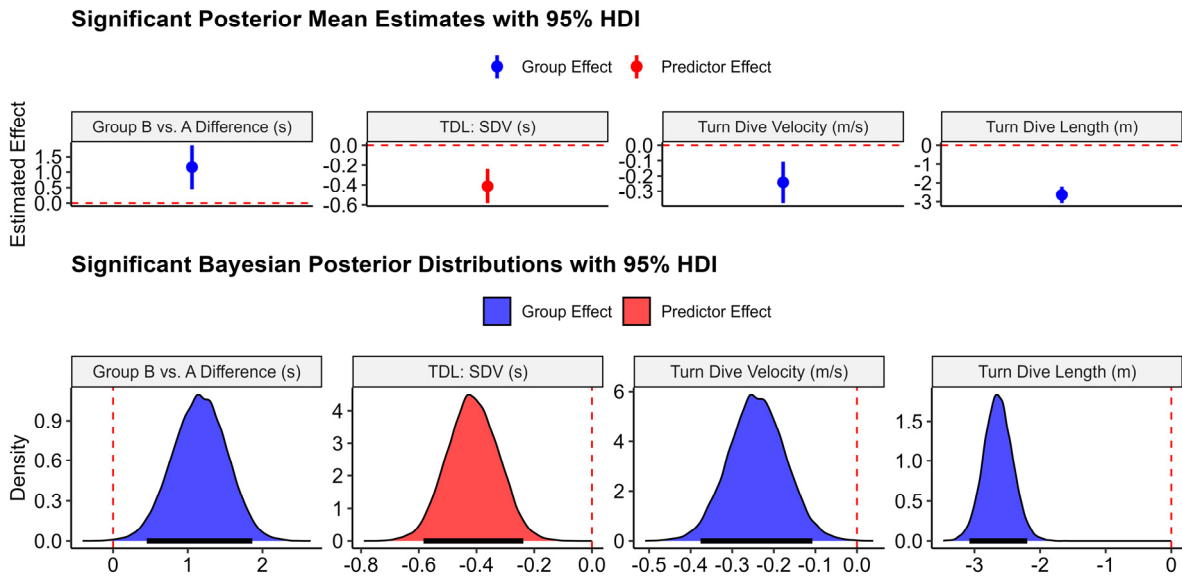 Significant Posterior Mean Estimates with 95% HDI
Group Effect Predictor Effect
Estimated Effect
Group B vs. A Difference (s) TDL: SDV (s) Turn Dive Velocity (m/s) Turn Dive Length (m)
1.5 1.0 0.5 0.0
0.0 -0.2 -0.4 -0.6
0.0 -0.1 -0.2 -0.3
0 -1 -2 -3
Significant Bayesian Posterior Distributions with 95% HDI
Group Effect Predictor Effect
Density
Group B vs. A Difference (s) TDL: SDV (s) Turn Dive Velocity (m/s) Turn Dive Length (m)
0.9 0.6 0.3 0.0
4 3 2 1 0
6 4 2 0
1.5 1.0 0.5 0.0
0 1 2 -0.8 -0.6 -0.4 -0.2 0.0 -0.5 -0.4 -0.3 -0.2 -0.1 0.0 -3 -2 -1 0